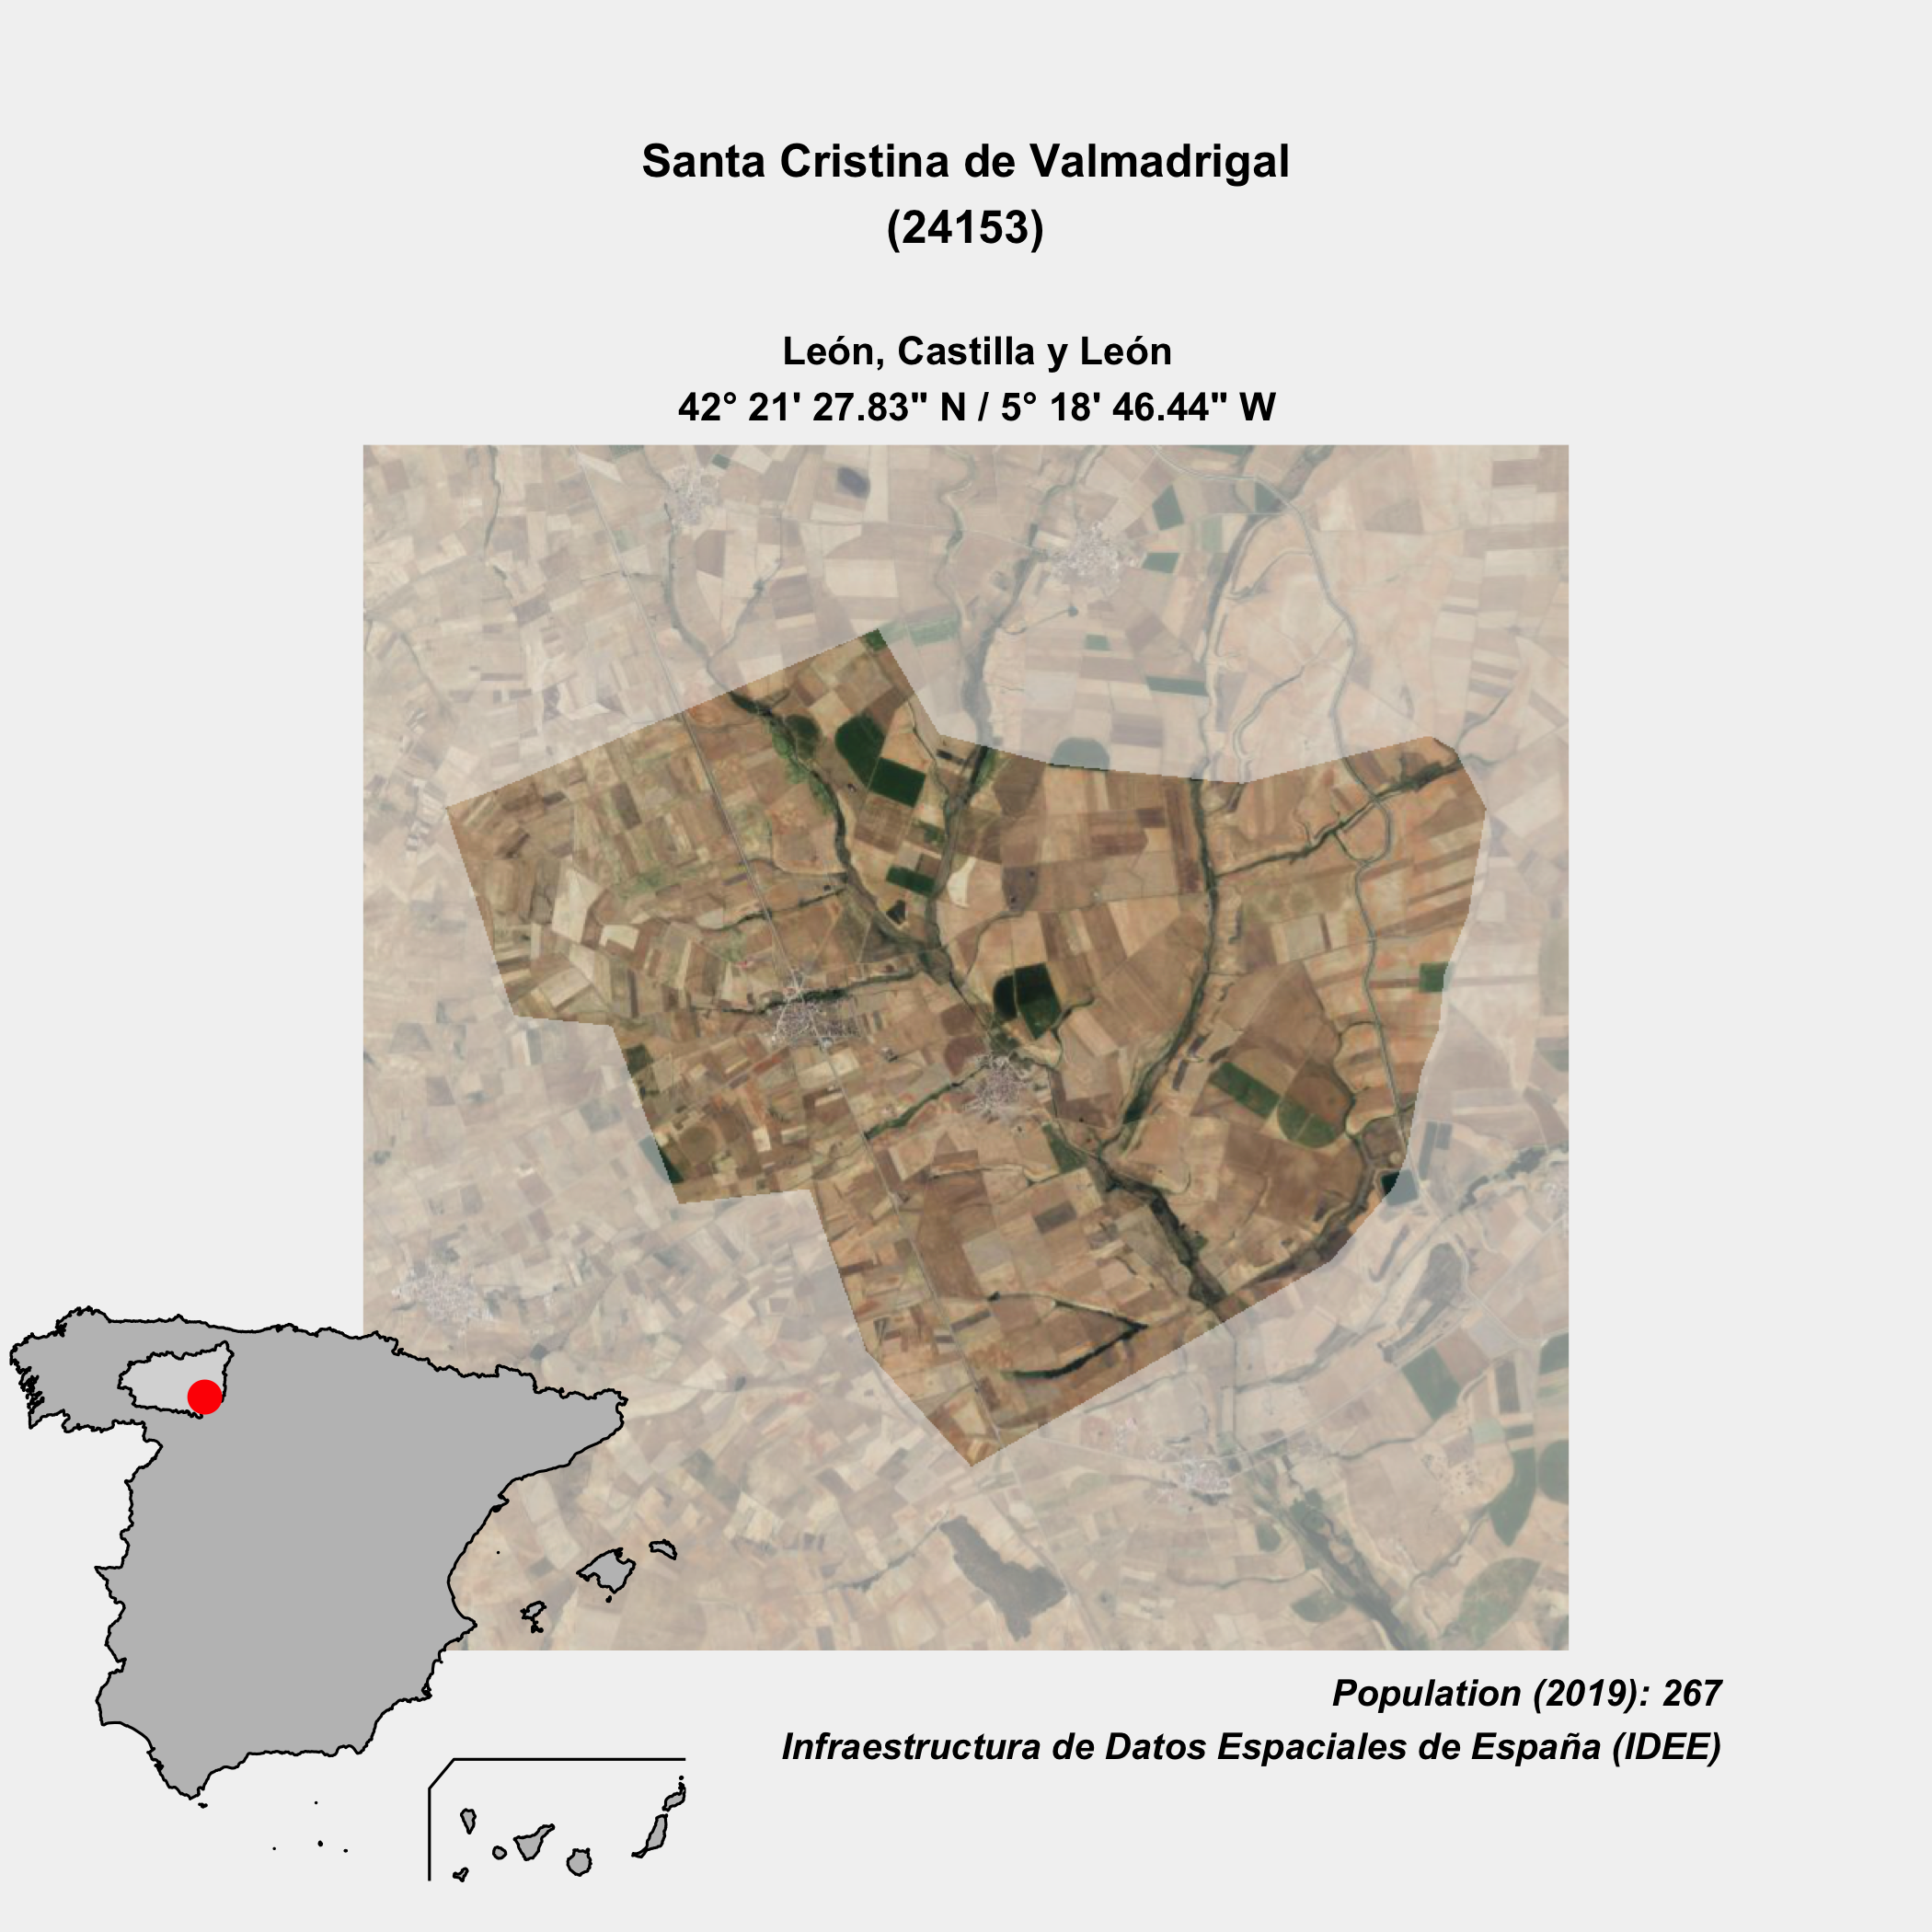 Santa Cristina de Valmadrigal
(24153)
León, Castilla y León
42° 21' 27.83" N / 5° 18' 46.44" W
Population (2019): 267
Infraestructura de Datos Espaciales de España (IDEE)